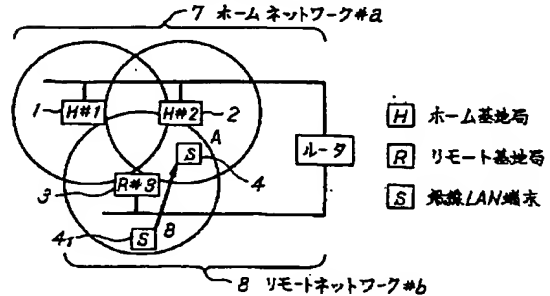 7 ホームネットワーク#a
1 H#1
H#2 2
A
S 4
ルータ
R#3
3
B
4₁ S
H ホーム基地局
R リモート基地局
S 無線LAN端末
8 リモートネットワーク#b